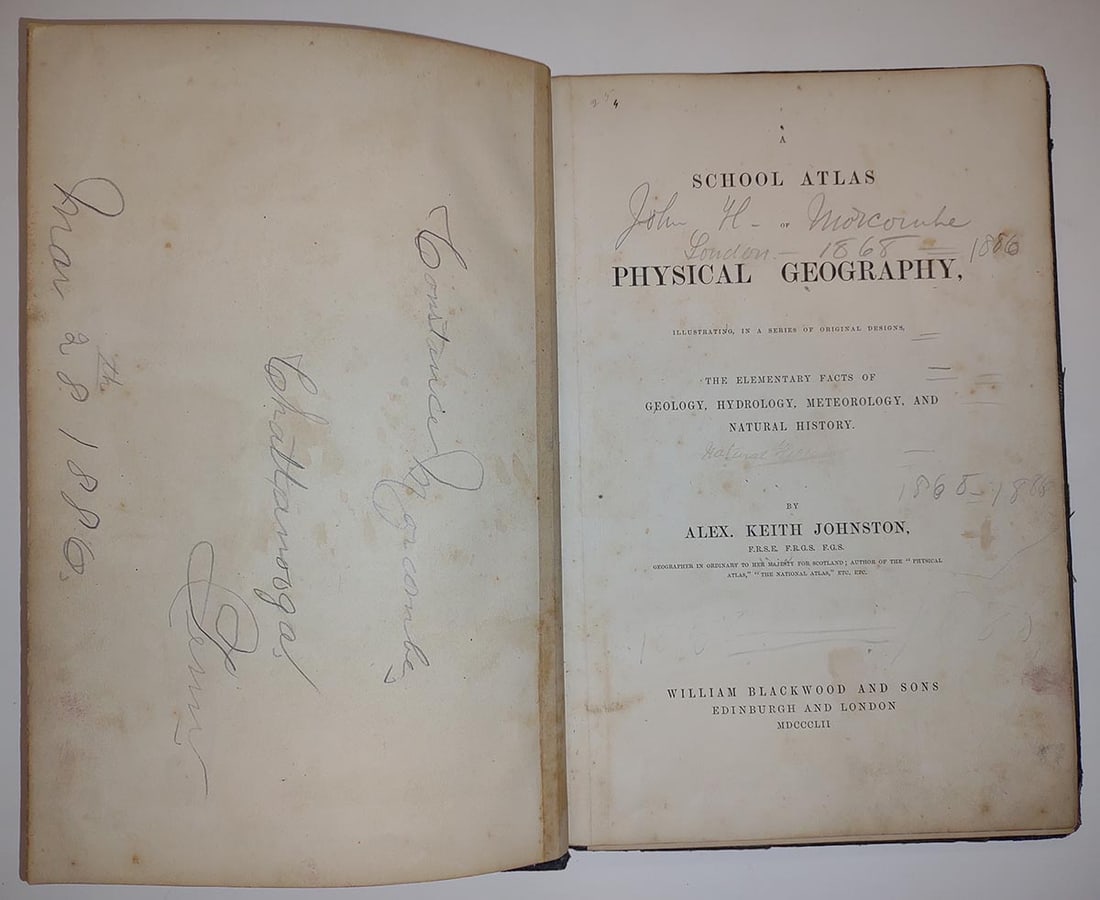 Constance Morcombe
Chattanooga
Tenn
Mar 28th 1886.
A
SCHOOL ATLAS
John H. OF Morcombe
London - 1868 = 1886
PHYSICAL GEOGRAPHY,
ILLUSTRATING, IN A SERIES OF ORIGINAL DESIGNS,
THE ELEMENTARY FACTS OF
GEOLOGY, HYDROLOGY, METEOROLOGY, AND
NATURAL HISTORY.
Natural
BY
ALEX. KEITH JOHNSTON,
F.R.S.E. F.R.G.S. F.G.S.
GEOGRAPHER IN ORDINARY TO HER MAJESTY FOR SCOTLAND; AUTHOR OF THE "PHYSICAL
ATLAS," "THE NATIONAL ATLAS," ETC. ETC.
WILLIAM BLACKWOOD AND SONS
EDINBURGH AND LONDON
MDCCCLII